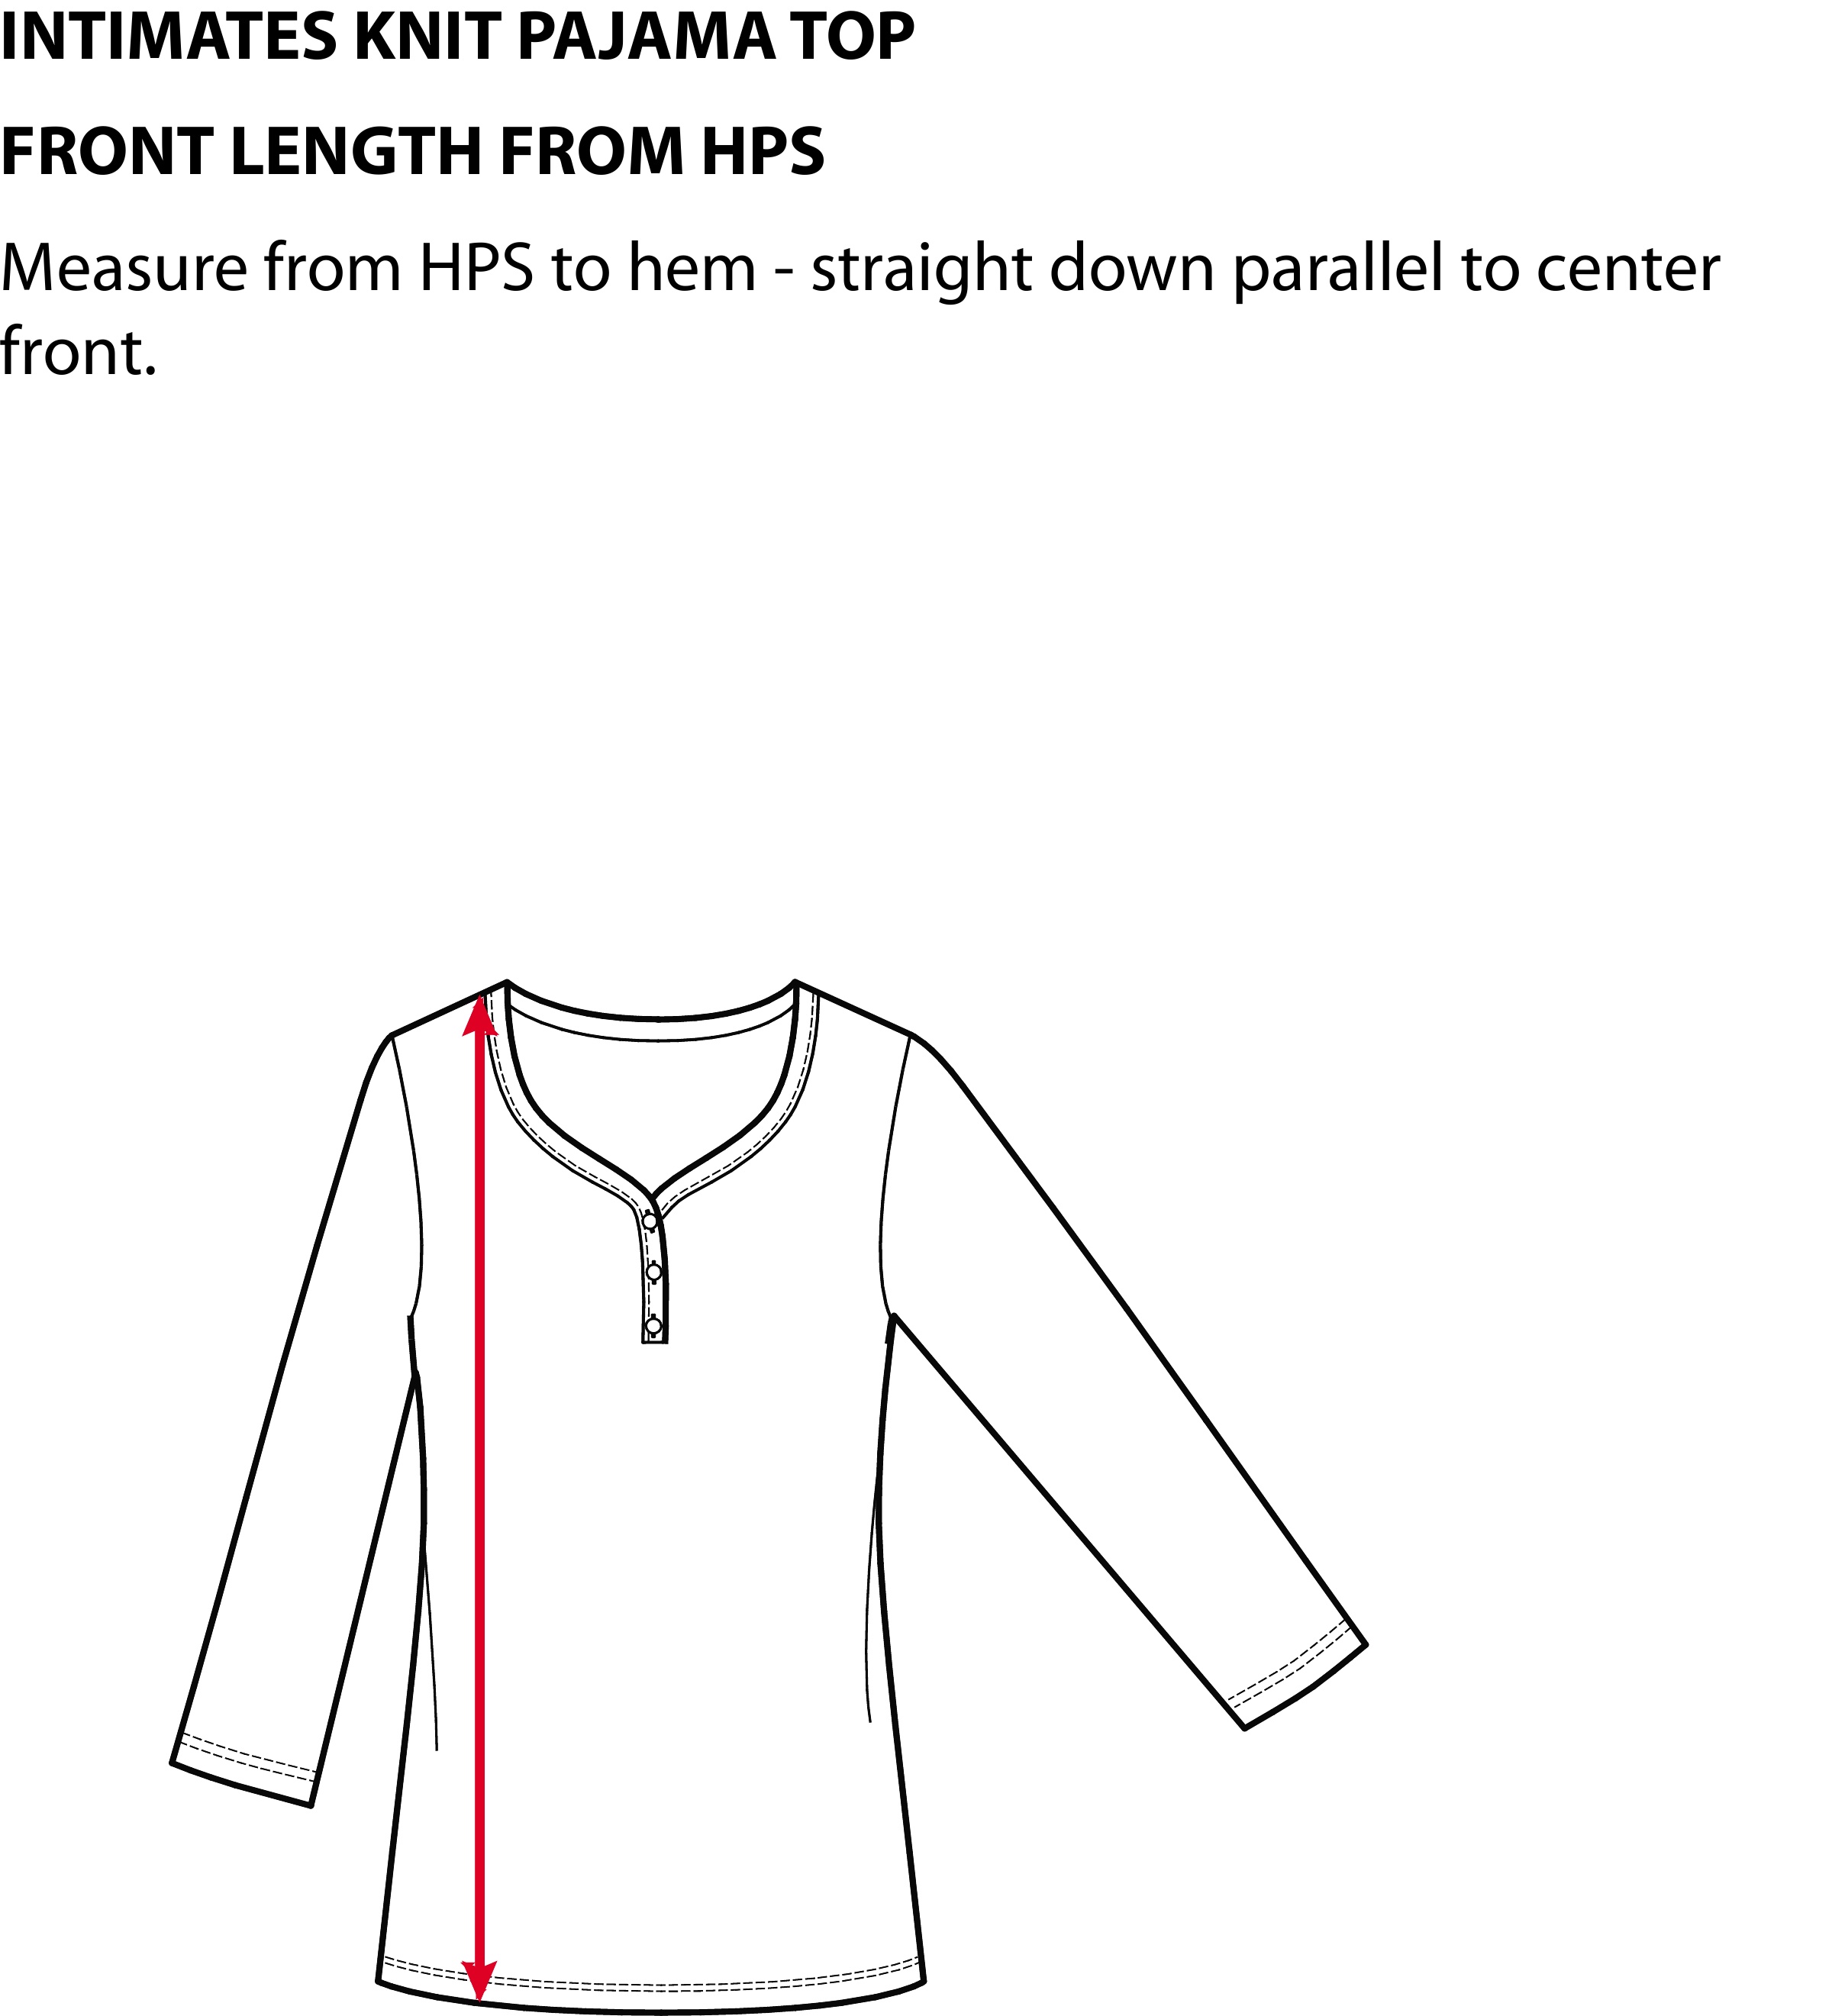 INTIMATES KNIT PAJAMA TOP
FRONT LENGTH FROM HPS
Measure from HPS to hem - straight down parallel to center
front.